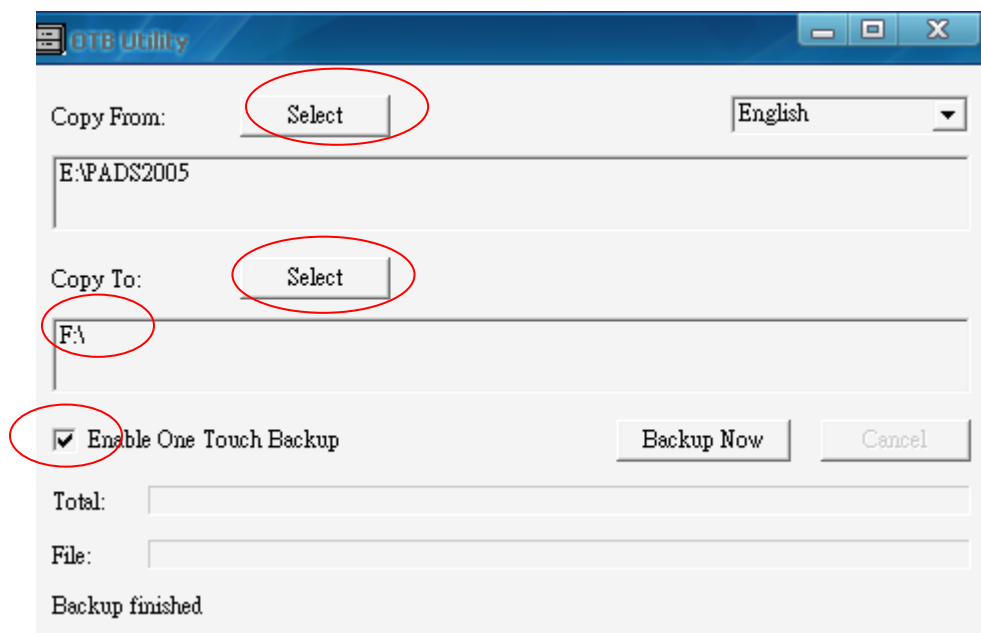 OTB Utility
Copy From:
Select
English
E:\PADS2005
Copy To:
Select
F:\
Enable One Touch Backup
Backup Now
Cancel
Total:
File:
Backup finished